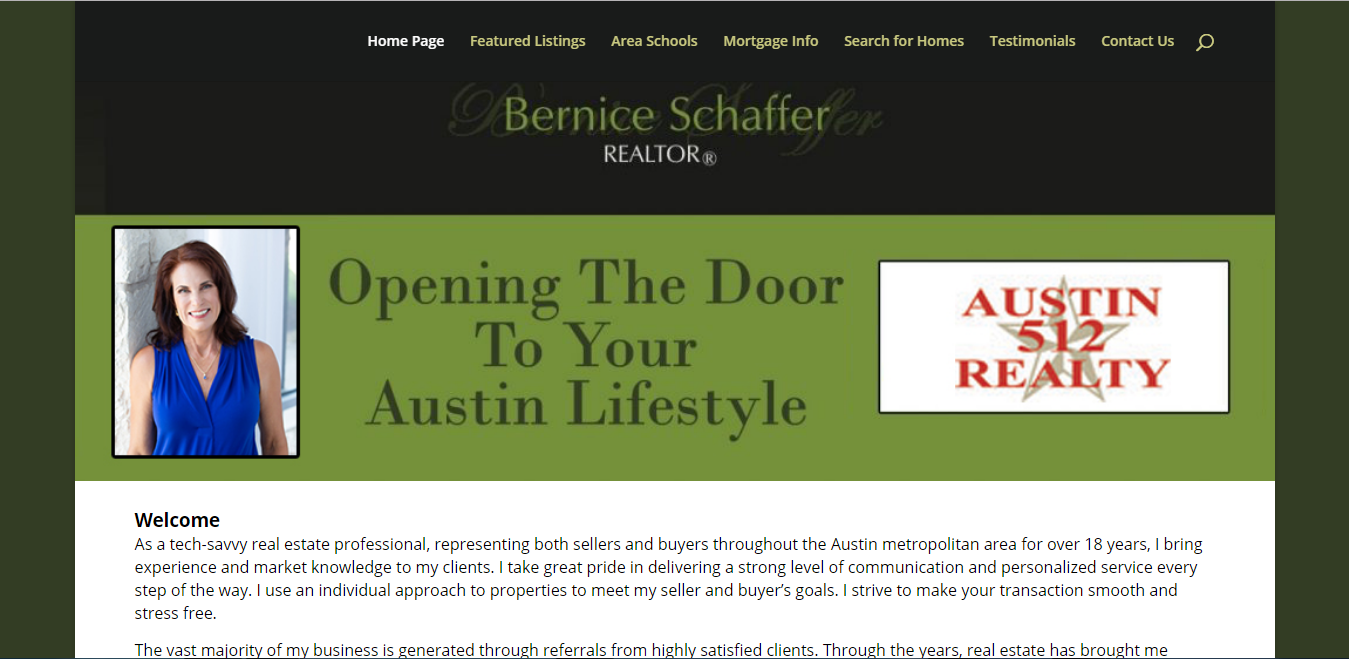 Home Page Featured Listings Area Schools Mortgage Info Search for Homes Testimonials Contact Us
Bernice Schaffer
Bernice Schaffer
REALTOR®
Opening The Door
To Your
Austin Lifestyle
AUSTIN
512
REALTY
Welcome
As a tech-savvy real estate professional, representing both sellers and buyers throughout the Austin metropolitan area for over 18 years, I bring
experience and market knowledge to my clients. I take great pride in delivering a strong level of communication and personalized service every
step of the way. I use an individual approach to properties to meet my seller and buyer’s goals. I strive to make your transaction smooth and
stress free.
The vast majority of my business is generated through referrals from highly satisfied clients. Through the years, real estate has brought me